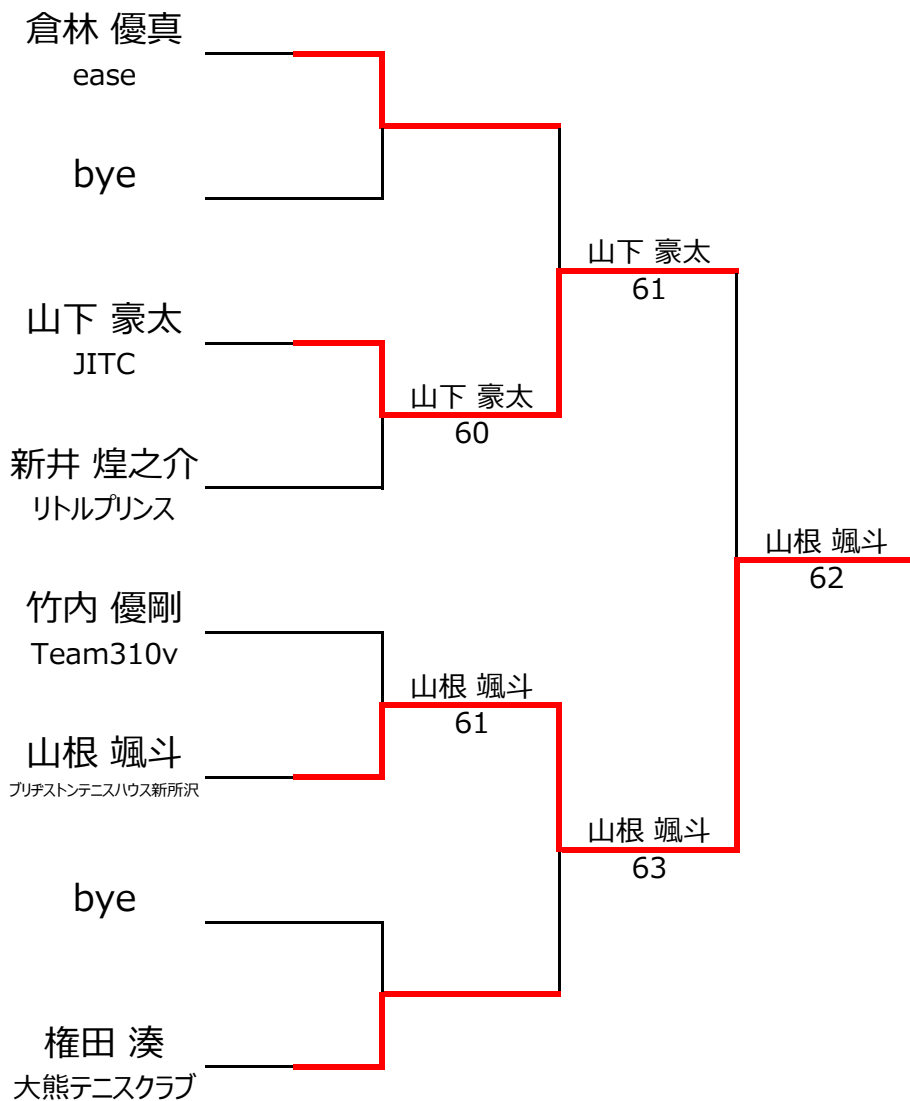 倉林 優真
ease
bye
山下 豪太
61
山下 豪太
JITC
山下 豪太
60
新井 煌之介
リトルプリンス
山根 颯斗
62
竹内 優剛
Team310v
山根 颯斗
61
山根 颯斗
ブリヂストンテニスハウス新所沢
山根 颯斗
63
bye
権田 湊
大熊テニスクラブ